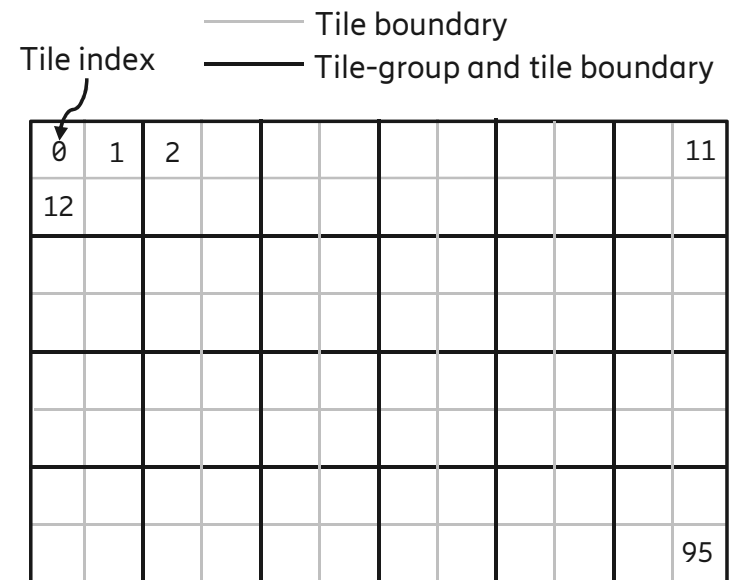 Tile boundary
Tile index
Tile-group and tile boundary
0 1 2 11
12
95